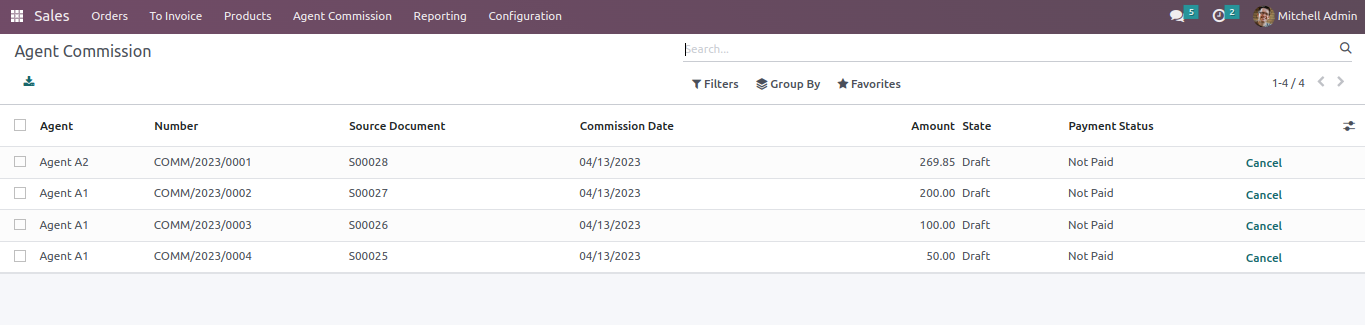 Sales Orders To Invoice Products Agent Commission Reporting Configuration 5 2 Mitchell Admin
Agent Commission Search...
Filters Group By Favorites 1-4 / 4
Agent Number Source Document Commission Date Amount State Payment Status
Agent A2 COMM/2023/0001 S00028 04/13/2023 269.85 Draft Not Paid Cancel
Agent A1 COMM/2023/0002 S00027 04/13/2023 200.00 Draft Not Paid Cancel
Agent A1 COMM/2023/0003 S00026 04/13/2023 100.00 Draft Not Paid Cancel
Agent A1 COMM/2023/0004 S00025 04/13/2023 50.00 Draft Not Paid Cancel